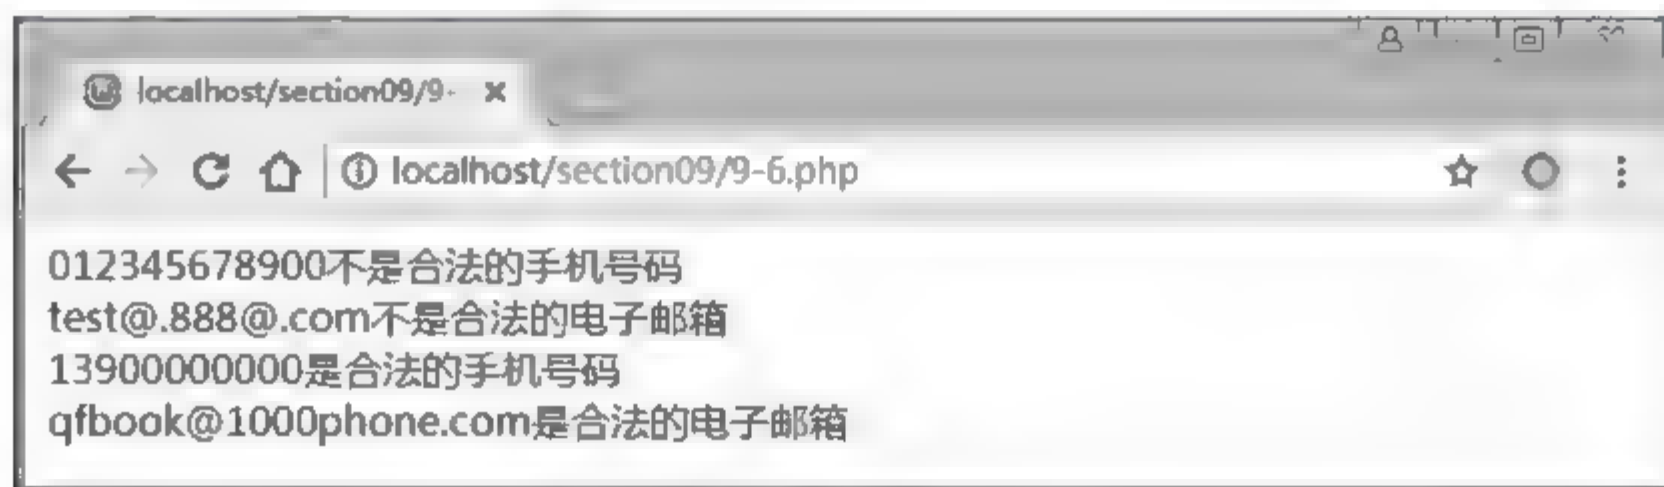 localhost/section09/9-
localhost/section09/9-6.php
012345678900不是合法的手机号码
test@.888@.com不是合法的电子邮箱
13900000000是合法的手机号码
qfbook@1000phone.com是合法的电子邮箱